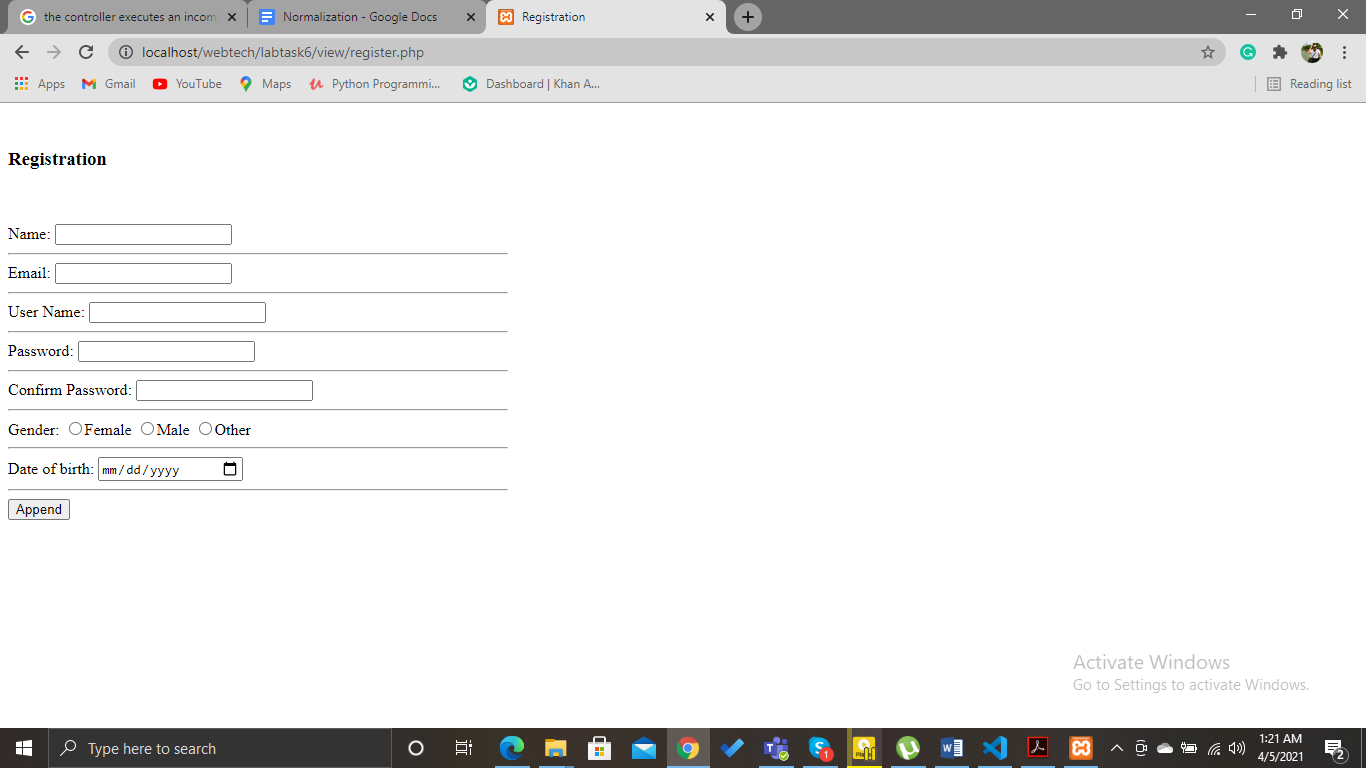 the controller executes an incom
Normalization - Google Docs
Registration
localhost/webtech/labtask6/view/register.php
Apps
Gmail
YouTube
Maps
Python Programmi...
Dashboard | Khan A...
Reading list
Registration
Name:
Email:
User Name:
Password:
Confirm Password:
Gender: Female Male Other
Date of birth: mm/dd/yyyy
Append
Activate Windows
Go to Settings to activate Windows.
Type here to search
1
1:21 AM
4/5/2021
2